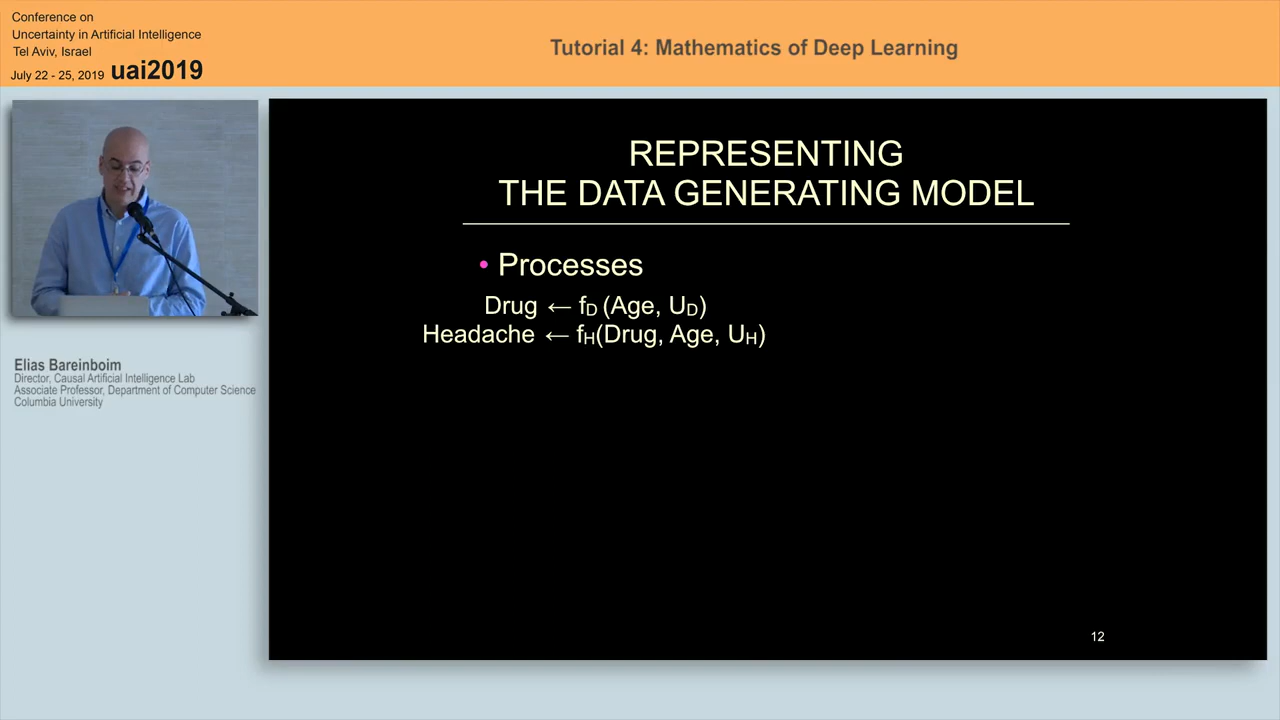 Conference on
Uncertainty in Artificial Intelligence
Tel Aviv, Israel
July 22 - 25, 2019 uai2019
Tutorial 4: Mathematics of Deep Learning
Elias Bareinboim
Director, Causal Artificial Intelligence Lab
Associate Professor, Department of Computer Science
Columbia University
REPRESENTING
THE DATA GENERATING MODEL
• Processes
Drug ← fD (Age, UD)
Headache ← fH(Drug, Age, UH)
12